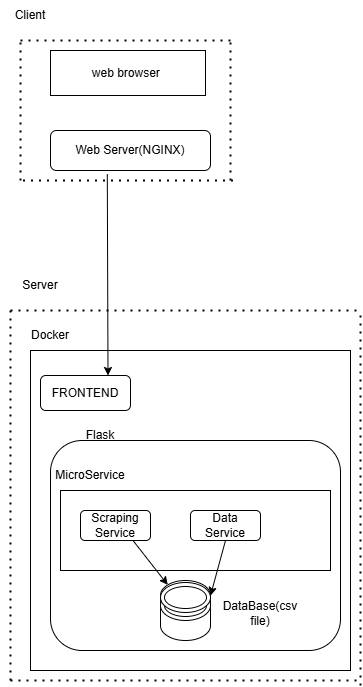 Client
web browser
Web Server(NGINX)
Server
Docker
FRONTEND
Flask
MicroService
Scraping
Service
Data
Service
DataBase(csv
file)